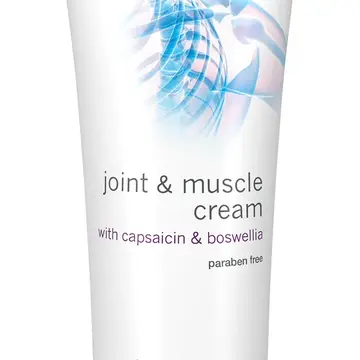 joint & muscle
cream
with capsaicin & boswellia
paraben free